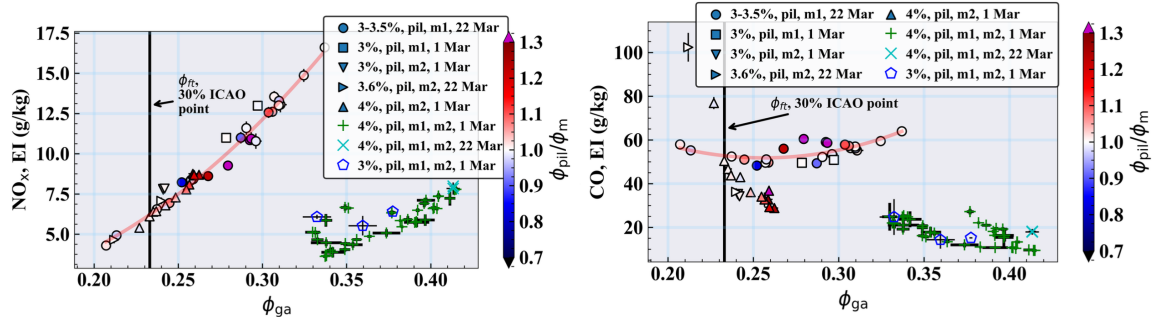 NOx, EI (g/kg)
17.5
15.0
12.5
10.0
7.5
5.0
0.20
0.25
0.30
0.35
0.40
ϕga
ϕft,
30% ICAO
point
3-3.5%, pil, m1, 22 Mar
3%, pil, m1, 1 Mar
3%, pil, m2, 1 Mar
3.6%, pil, m2, 22 Mar
4%, pil, m2, 1 Mar
4%, pil, m1, m2, 1 Mar
4%, pil, m1, m2, 22 Mar
3%, pil, m1, m2, 1 Mar
1.3
1.2
1.1
1.0
0.9
0.8
0.7
ϕpil/ϕm
CO, EI (g/kg)
100
80
60
40
20
0.20
0.25
0.30
0.35
0.40
ϕga
ϕft, 30% ICAO point
3-3.5%, pil, m1, 22 Mar
3%, pil, m1, 1 Mar
3%, pil, m2, 1 Mar
3.6%, pil, m2, 22 Mar
4%, pil, m2, 1 Mar
4%, pil, m1, m2, 1 Mar
4%, pil, m1, m2, 22 Mar
3%, pil, m1, m2, 1 Mar
1.3
1.2
1.1
1.0
0.9
0.8
0.7
ϕpil/ϕm